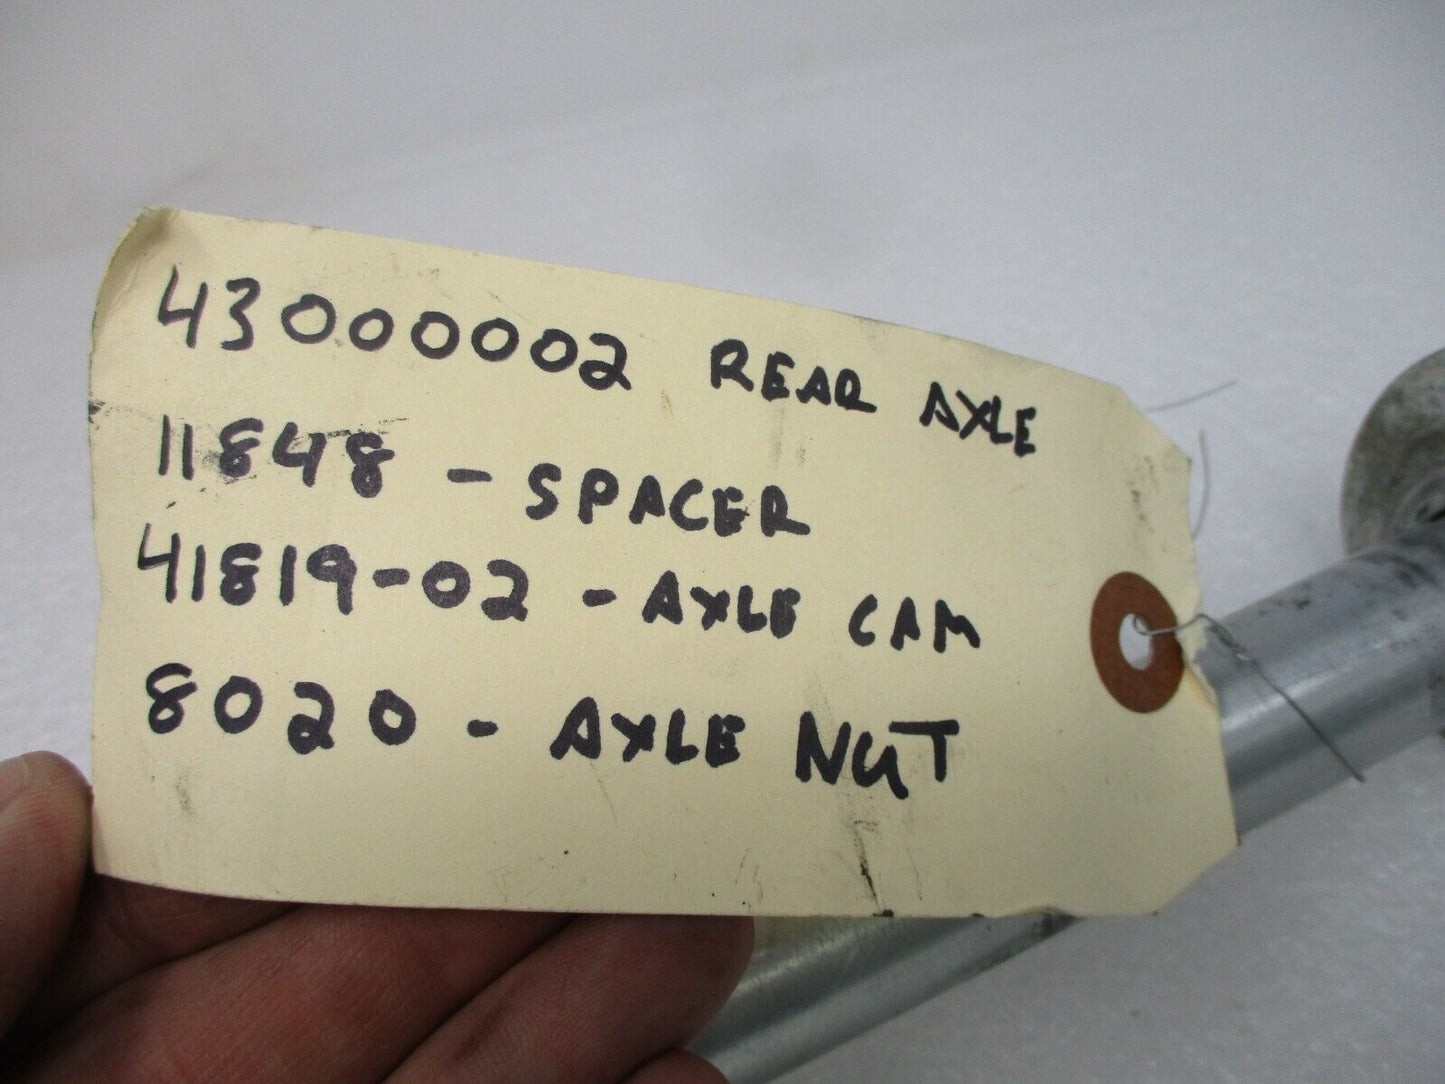 43000002 REAR AXLE
11848 - SPACER
41819-02 - AXLE CAM
8020 - AXLE NUT